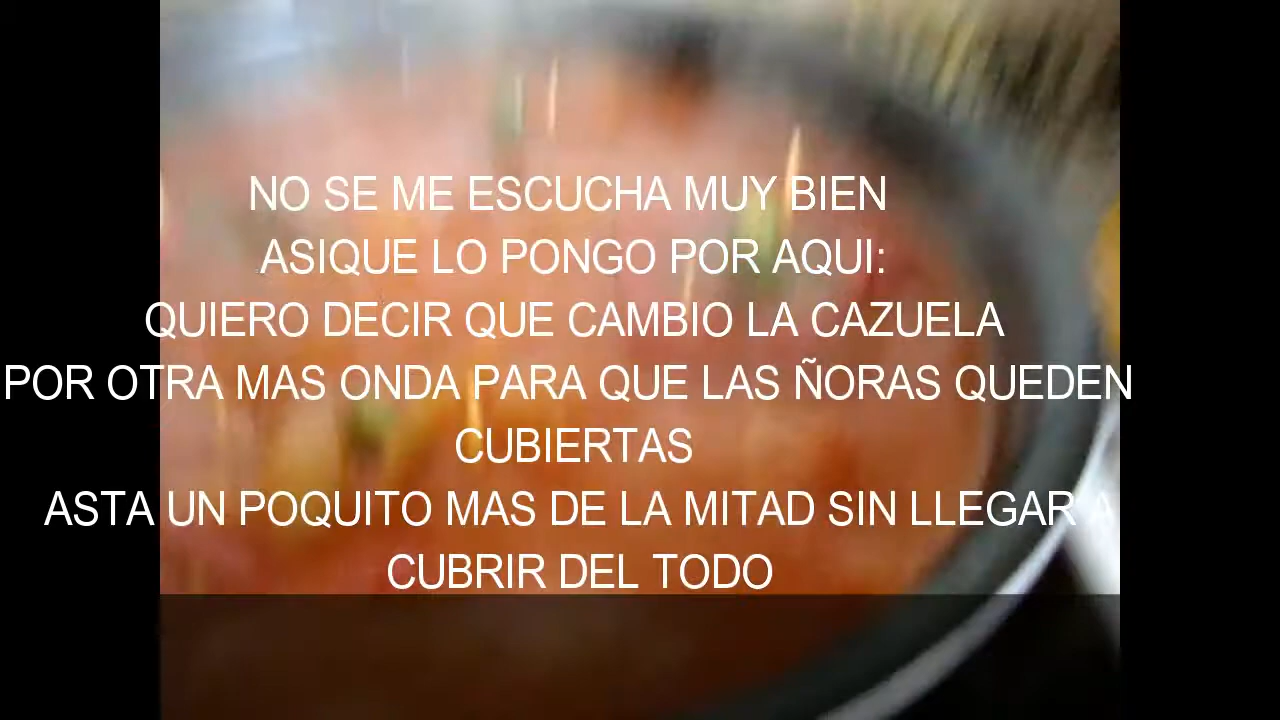 NO SE ME ESCUCHA MUY BIEN
ASIQUE LO PONGO POR AQUI:
QUIERO DECIR QUE CAMBIO LA CAZUELA
POR OTRA MAS ONDA PARA QUE LAS ÑORAS QUEDEN
CUBIERTAS
ASTA UN POQUITO MAS DE LA MITAD SIN LLEGAR A
CUBRIR DEL TODO